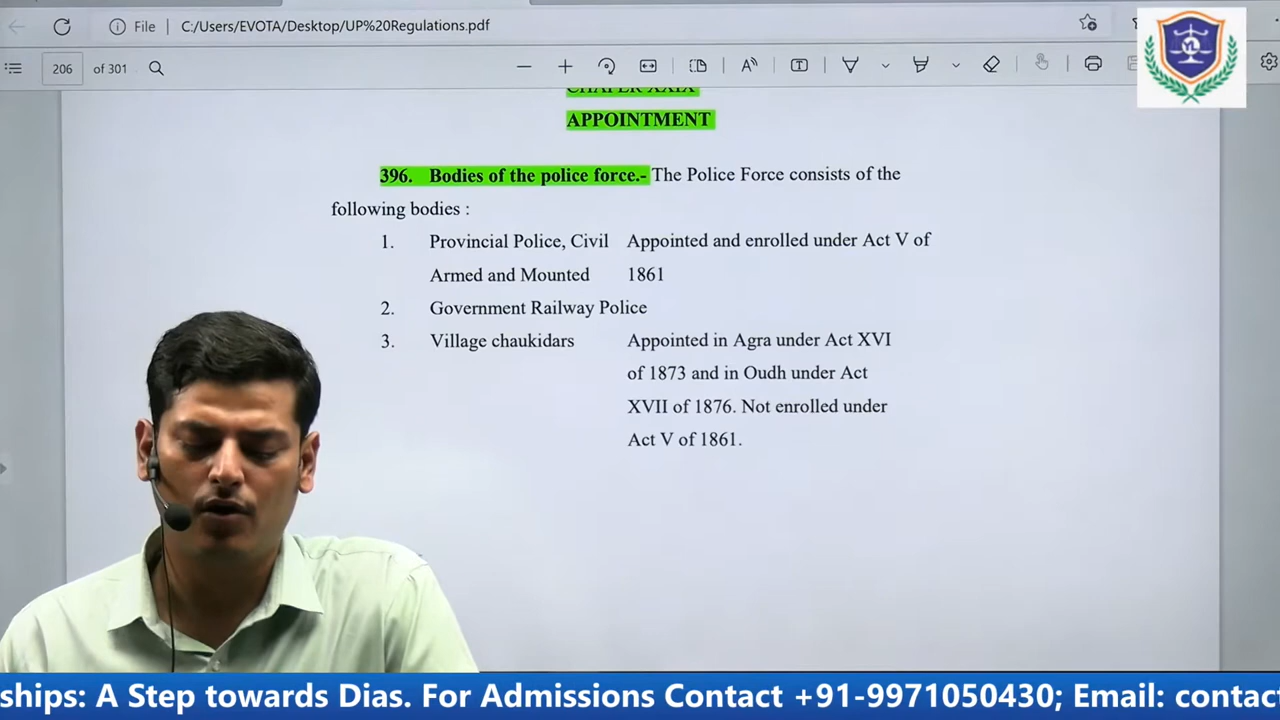 File | C:/Users/EVOTA/Desktop/UP%20Regulations.pdf
206 of 301
CHAPER XXIX
APPOINTMENT
396. Bodies of the police force.- The Police Force consists of the
following bodies :
1. Provincial Police, Civil Appointed and enrolled under Act V of
Armed and Mounted 1861
2. Government Railway Police
3. Village chaukidars Appointed in Agra under Act XVI
of 1873 and in Oudh under Act
XVII of 1876. Not enrolled under
Act V of 1861.
ships: A Step towards Dias. For Admissions Contact +91-9971050430; Email: contact